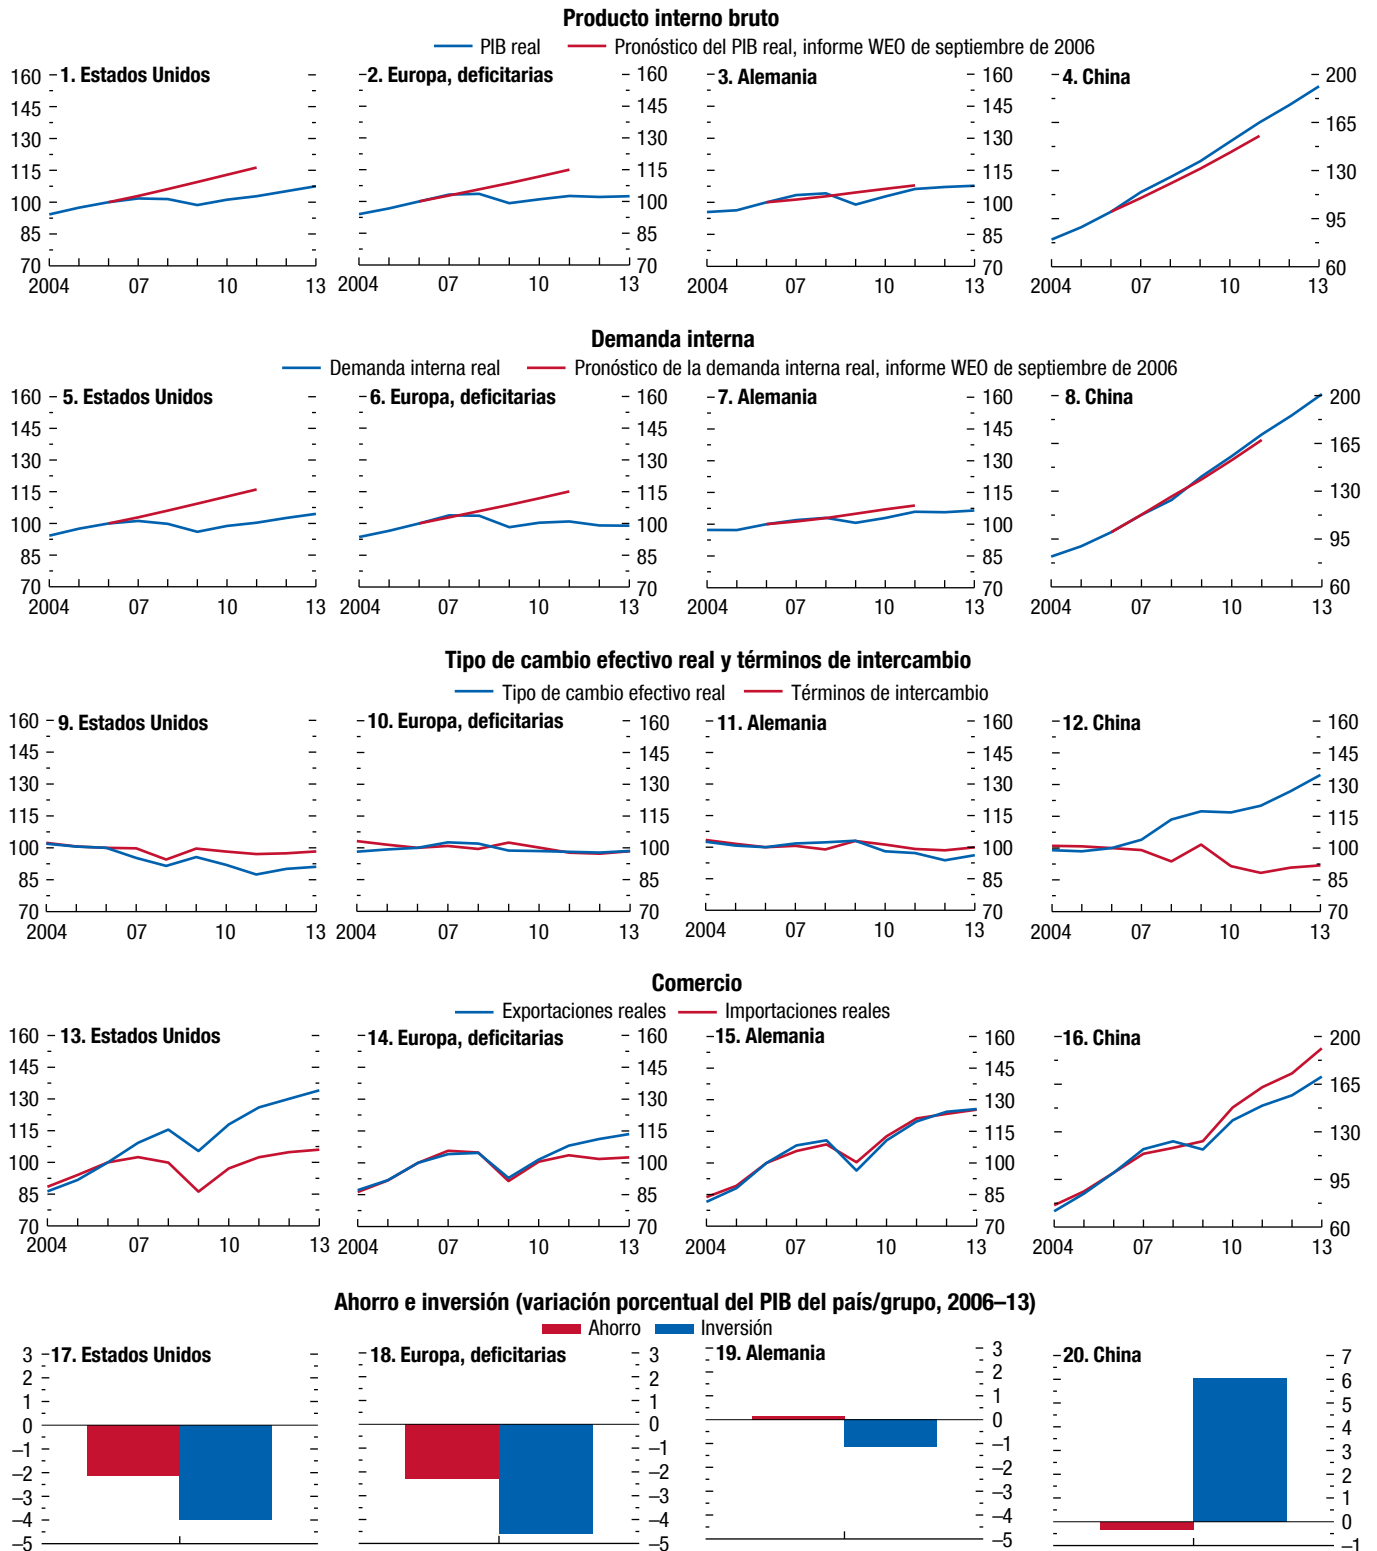 Producto interno bruto
PIB real Pronóstico del PIB real, informe WEO de septiembre de 2006
1. Estados Unidos 2. Europa, deficitarias 3. Alemania 4. China
160 160 160 200
145 145 145 165
130 130 130 130
115 115 115 95
100 100 100 60
85 85 85
70 70 70
2004 07 10 13 2004 07 10 13 2004 07 10 13 2004 07 10 13
Demanda interna
Demanda interna real Pronóstico de la demanda interna real, informe WEO de septiembre de 2006
5. Estados Unidos 6. Europa, deficitarias 7. Alemania 8. China
160 160 160 200
145 145 145 165
130 130 130 130
115 115 115 95
100 100 100 60
85 85 85
70 70 70
2004 07 10 13 2004 07 10 13 2004 07 10 13 2004 07 10 13
Tipo de cambio efectivo real y términos de intercambio
Tipo de cambio efectivo real Términos de intercambio
9. Estados Unidos 10. Europa, deficitarias 11. Alemania 12. China
160 160 160 160
145 145 145 145
130 130 130 130
115 115 115 115
100 100 100 100
85 85 85 85
70 70 70 70
2004 07 10 13 2004 07 10 13 2004 07 10 13 2004 07 10 13
Comercio
Exportaciones reales Importaciones reales
13. Estados Unidos 14. Europa, deficitarias 15. Alemania 16. China
160 160 160 200
145 145 145 165
130 130 130 130
115 115 115 95
100 100 100 60
85 85 85
70 70 70
2004 07 10 13 2004 07 10 13 2004 07 10 13 2004 07 10 13
Ahorro e inversión (variación porcentual del PIB del país/grupo, 2006–13)
Ahorro Inversión
17. Estados Unidos 18. Europa, deficitarias 19. Alemania 20. China
3 3 3 7
2 2 2 6
1 1 1 5
0 0 0 4
–1 –1 –1 3
–2 –2 –2 2
–3 –3 –3 1
–4 –4 –4 0
–5 –5 –5 –1